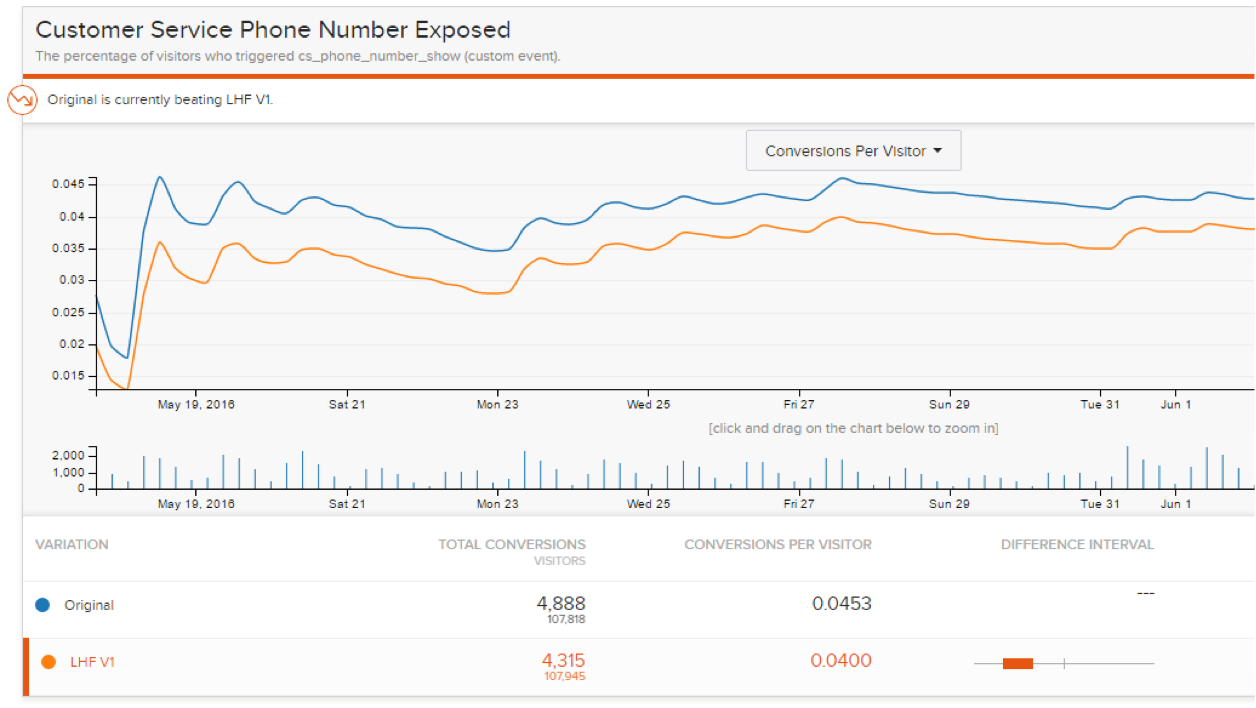 Customer Service Phone Number Exposed
The percentage of visitors who triggered cs_phone_number_show (custom event).
Original is currently beating LHF V1.
Conversions Per Visitor
0.045
0.04
0.035
0.03
0.025
0.02
0.015
May 19, 2016 Sat 21 Mon 23 Wed 25 Fri 27 Sun 29 Tue 31 Jun 1
[click and drag on the chart below to zoom in]
2,000
1,000
0
May 19, 2016 Sat 21 Mon 23 Wed 25 Fri 27 Sun 29 Tue 31 Jun 1
VARIATION TOTAL CONVERSIONS CONVERSIONS PER VISITOR DIFFERENCE INTERVAL
VISITORS
Original 4,888 0.0453 ---
107,818
LHF V1 4,315 0.0400
107,945